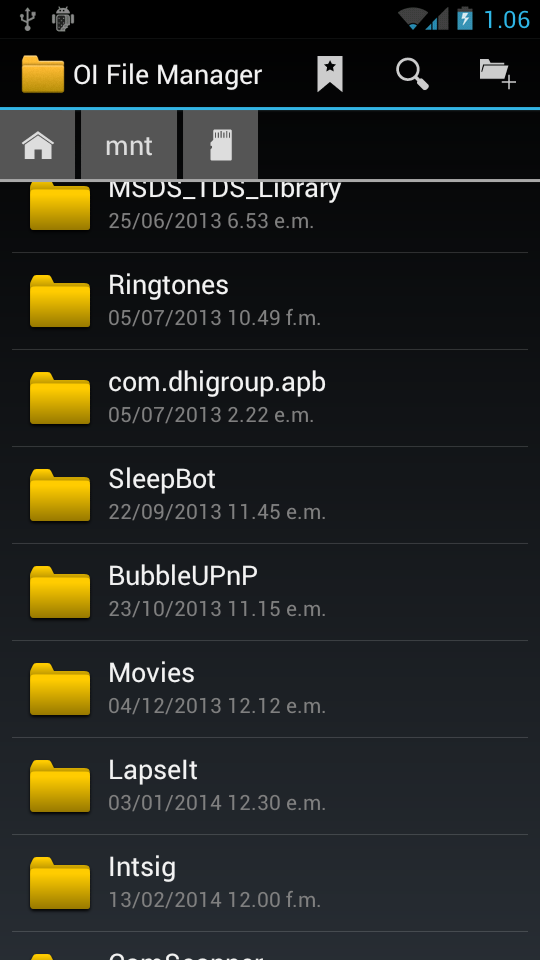 1.06
OI File Manager
mnt
MSDS_TDS_Library
25/06/2013 6.53 e.m.
Ringtones
05/07/2013 10.49 f.m.
com.dhigroup.apb
05/07/2013 2.22 e.m.
SleepBot
22/09/2013 11.45 e.m.
BubbleUPnP
23/10/2013 11.15 e.m.
Movies
04/12/2013 12.12 e.m.
LapseIt
03/01/2014 12.30 e.m.
Intsig
13/02/2014 12.00 f.m.